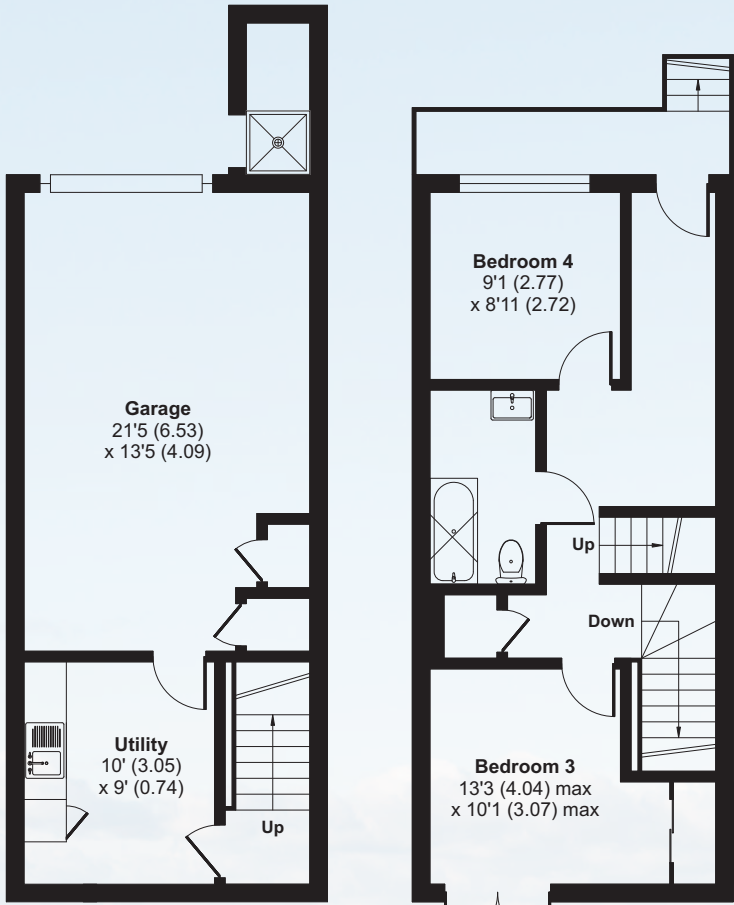 Garage
21'5 (6.53)
x 13'5 (4.09)
Utility
10' (3.05)
x 9' (0.74)
Up
Bedroom 4
9'1 (2.77)
x 8'11 (2.72)
Up
Down
Bedroom 3
13'3 (4.04) max
x 10'1 (3.07) max